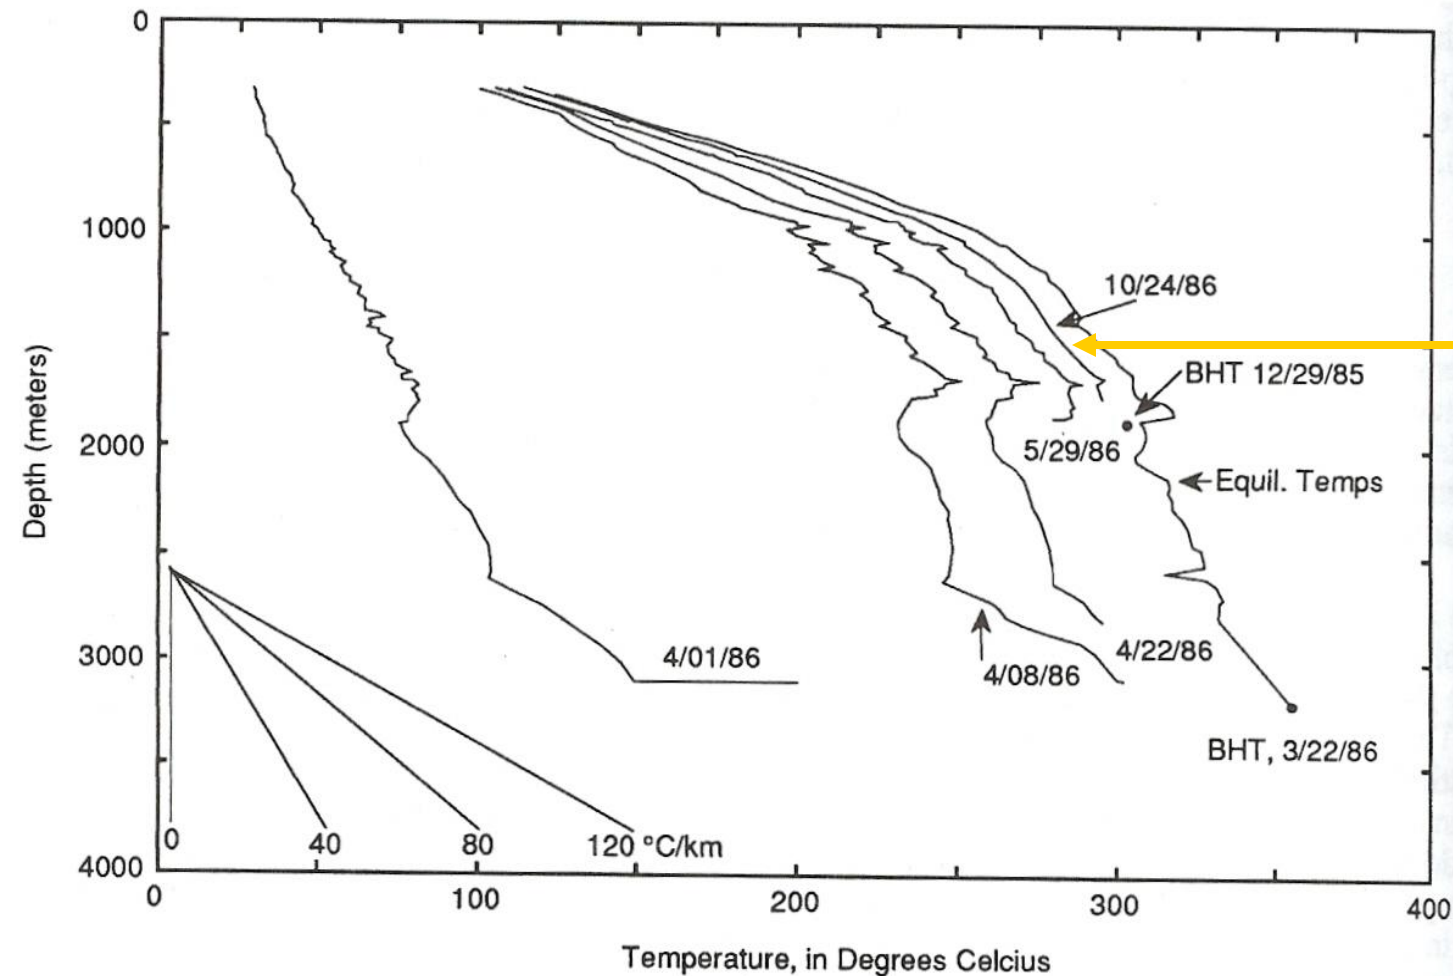 0
1000
2000
3000
4000
Depth (meters)
10/24/86
BHT 12/29/85
5/29/86
Equil. Temps
4/01/86
4/08/86
4/22/86
BHT, 3/22/86
0 40 80 120 °C/km
0 100 200 300 400
Temperature, in Degrees Celcius